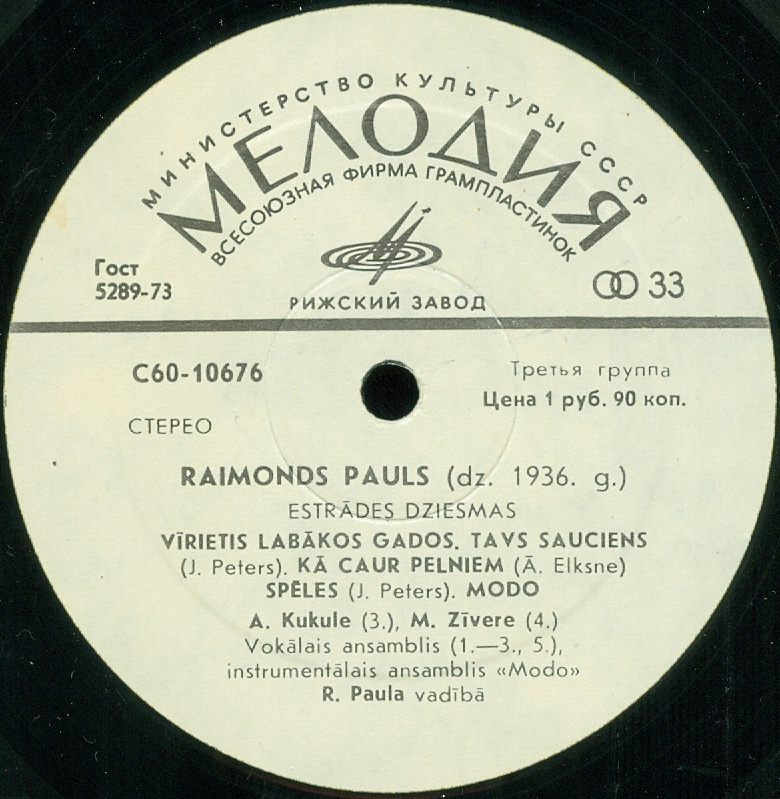 МИНИСТЕРСТВО КУЛЬТУРЫ СССР
МЕЛОДИЯ
ВСЕСОЮЗНАЯ ФИРМА ГРАМПЛАСТИНОК
Гост
5289-73
33
РИЖСКИЙ ЗАВОД
С60-10676
Третья группа
Цена 1 руб. 90 коп.
СТЕРЕО
RAIMONDS PAULS (dz. 1936. g.)
ESTRĀDES DZIESMAS
VĪRIETIS LABĀKOS GADOS. TAVS SAUCIENS
(J. Peters). KĀ CAUR PELNIEM (Ā. Elksne)
SPĒLES (J. Peters). MODO
A. Kukule (3.), M. Zīvere (4.)
Vokālais ansamblis (1.—3., 5.),
instrumentālais ansamblis «Modo»
R. Paula vadībā